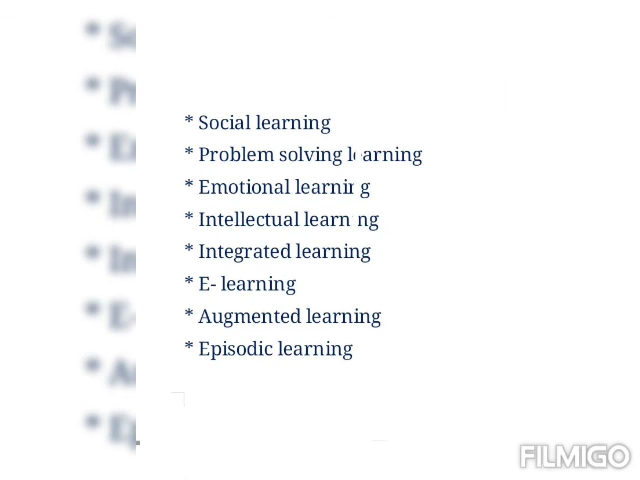 * Social learning
* Problem solving learning
* Emotional learning
* Intellectual learning
* Integrated learning
* E- learning
* Augmented learning
* Episodic learning
FILMIGO